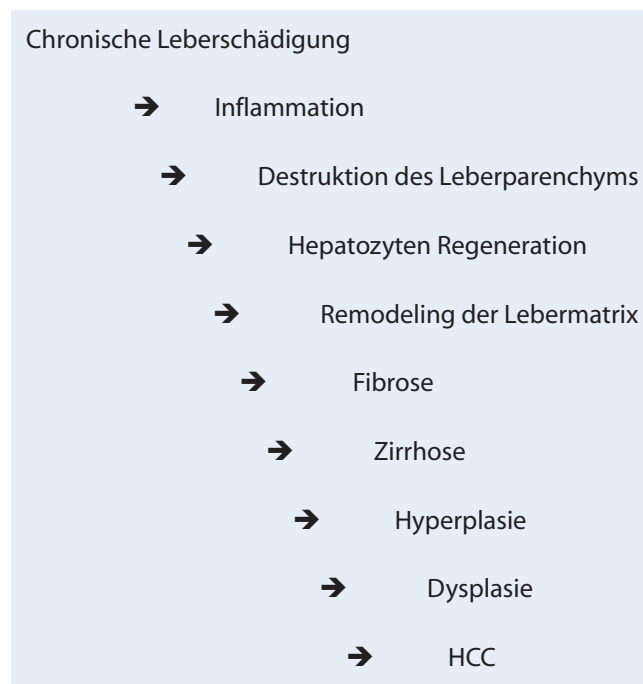 Chronische Leberschädigung
➔ Inflammation
➔ Destruktion des Leberparenchyms
➔ Hepatozyten Regeneration
➔ Remodeling der Lebermatrix
➔ Fibrose
➔ Zirrhose
➔ Hyperplasie
➔ Dysplasie
➔ HCC